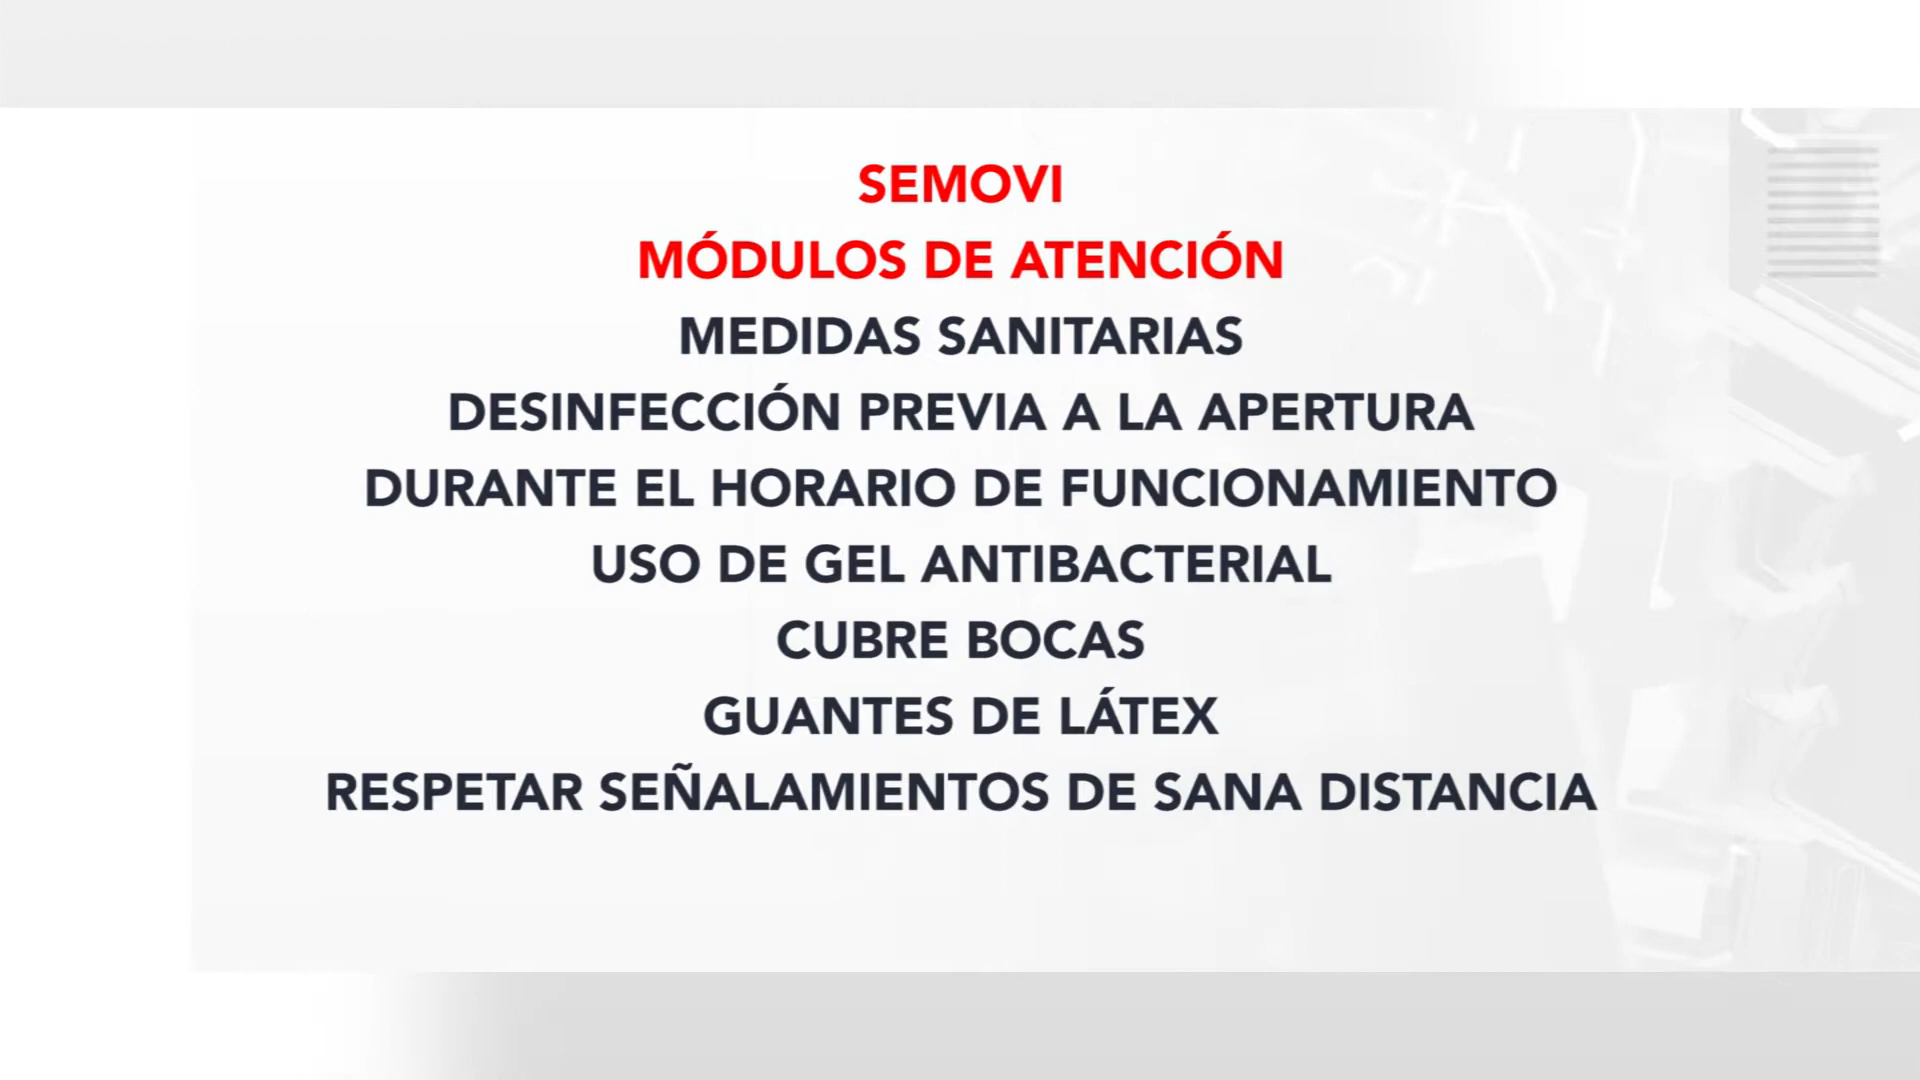 SEMOVI
MÓDULOS DE ATENCIÓN
MEDIDAS SANITARIAS
DESINFECCIÓN PREVIA A LA APERTURA
DURANTE EL HORARIO DE FUNCIONAMIENTO
USO DE GEL ANTIBACTERIAL
CUBRE BOCAS
GUANTES DE LÁTEX
RESPETAR SEÑALAMIENTOS DE SANA DISTANCIA